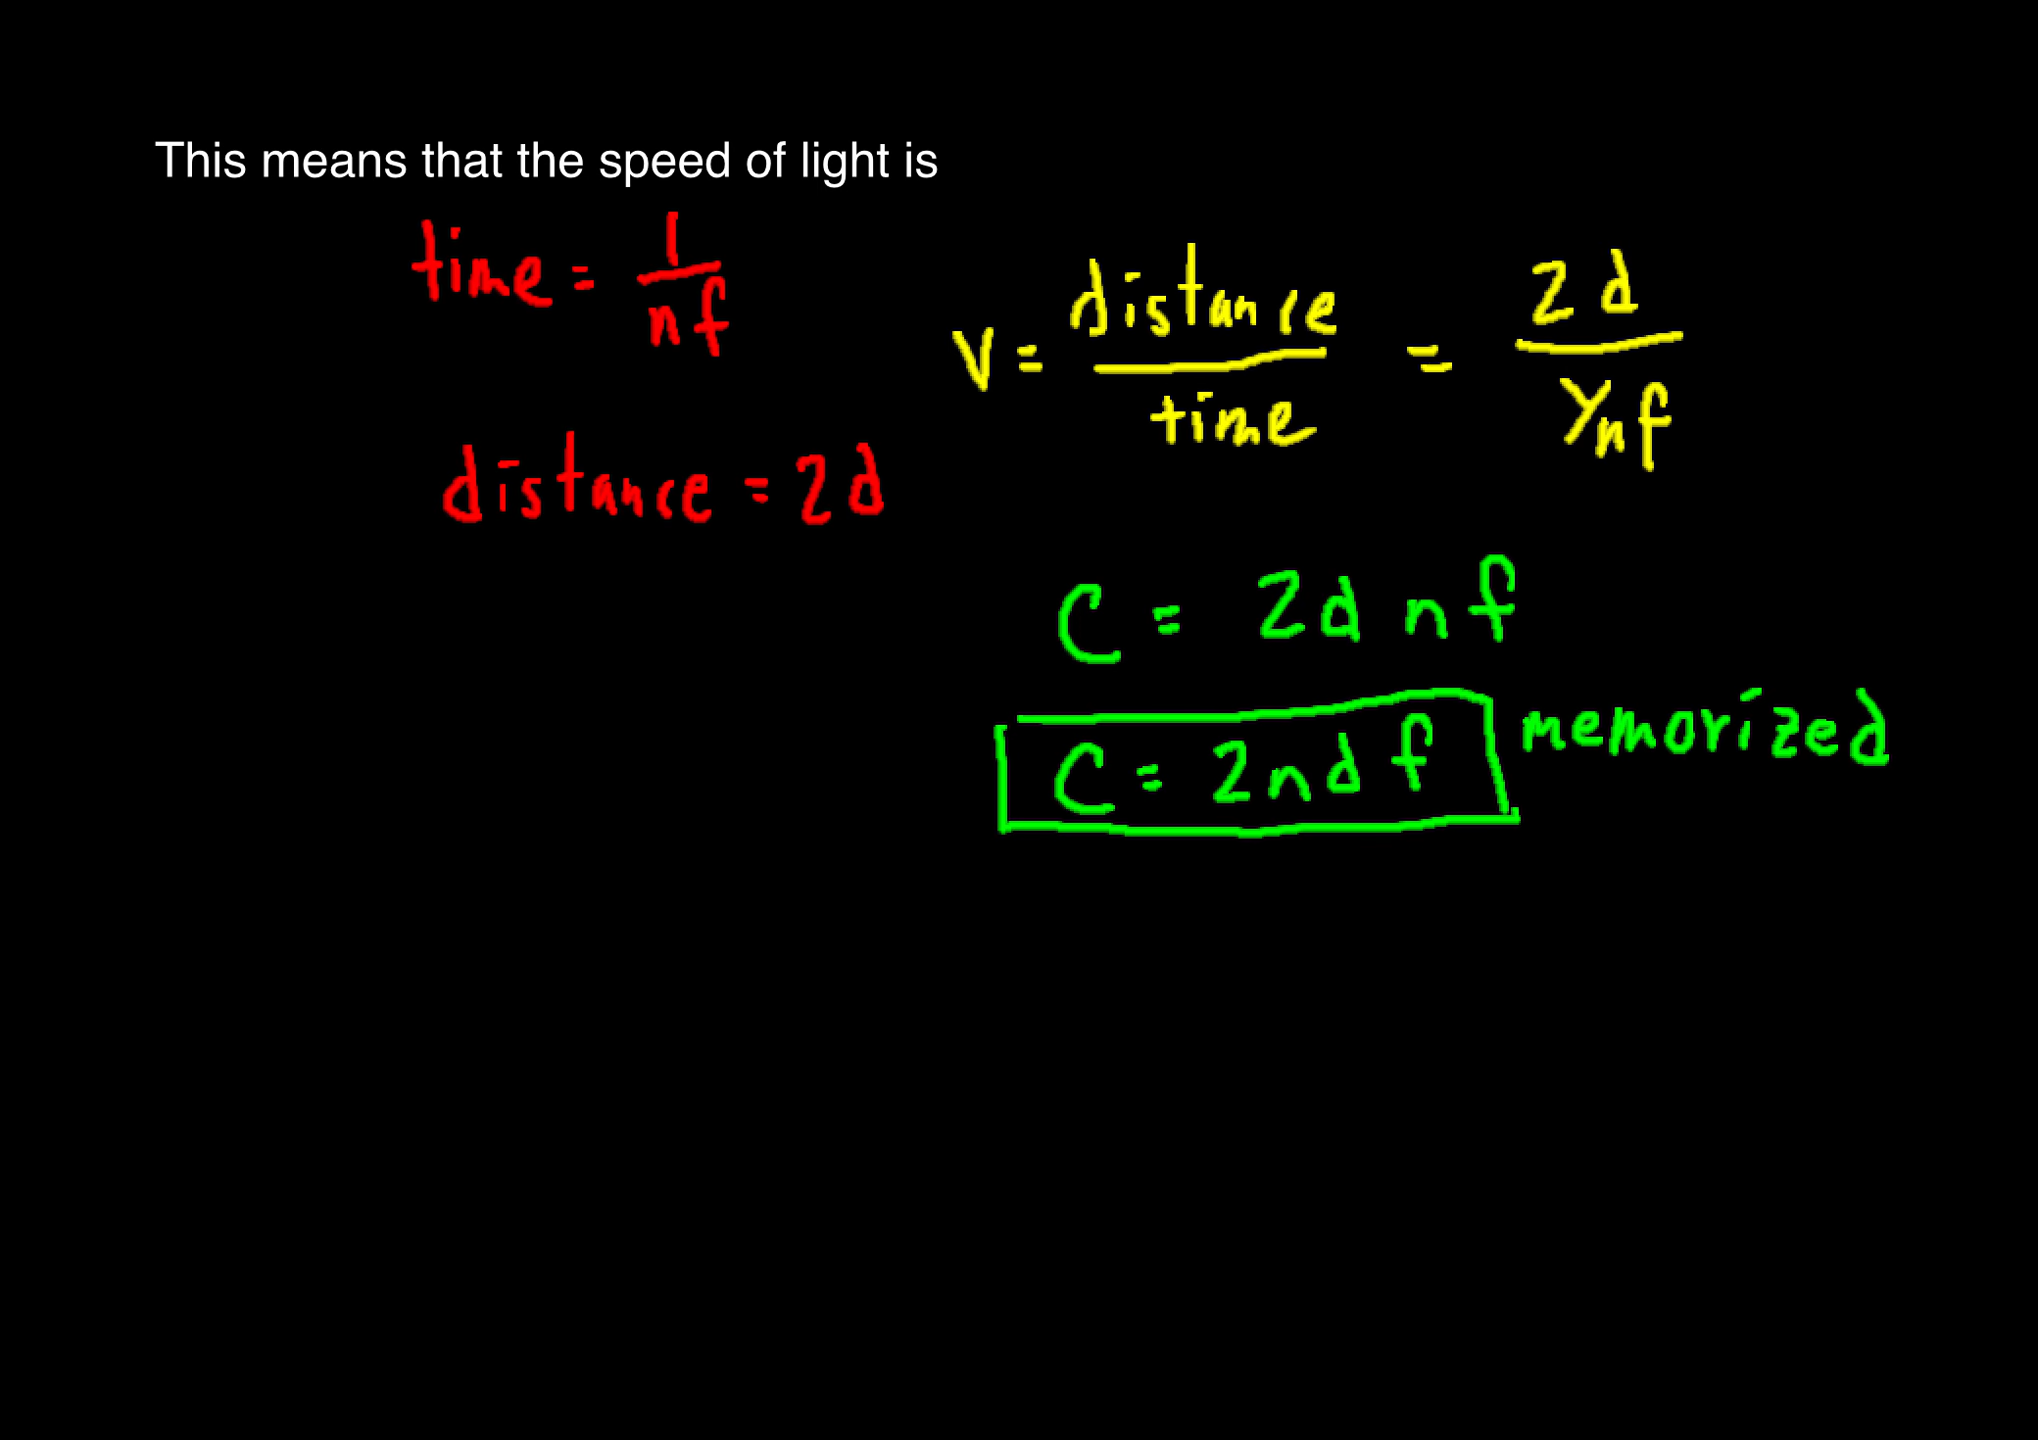 This means that the speed of light is
time = 1/nf
v = distance/time = 2d/1/nf
distance = 2d
C = 2d nf
C = 2ndf memorized